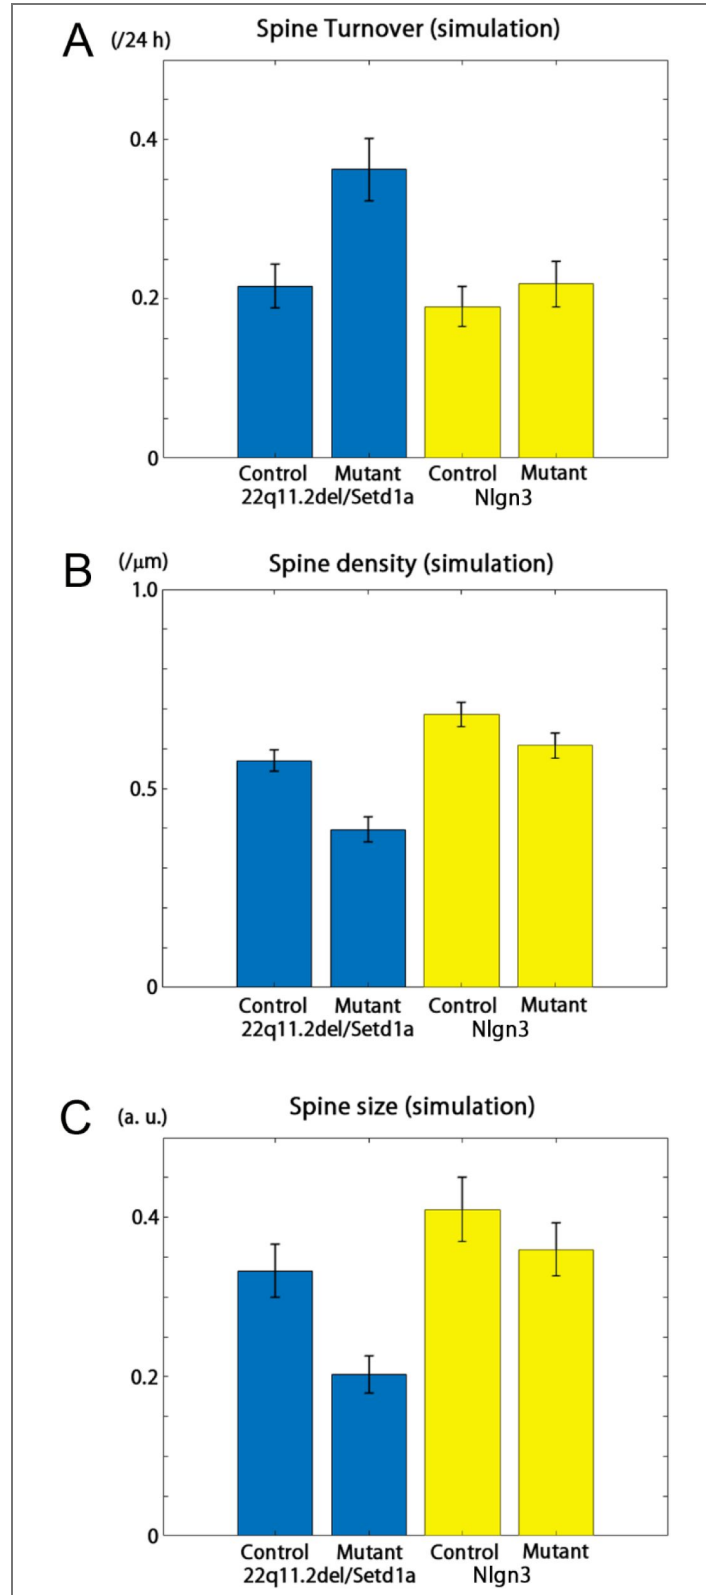 A (/24 h) Spine Turnover (simulation)
0.4
0.2
0
Control Mutant Control Mutant
22q11.2del/Setd1a Nlgn3
B (/μm) Spine density (simulation)
1.0
0.5
0
Control Mutant Control Mutant
22q11.2del/Setd1a Nlgn3
C (a. u.) Spine size (simulation)
0.4
0.2
0
Control Mutant Control Mutant
22q11.2del/Setd1a Nlgn3